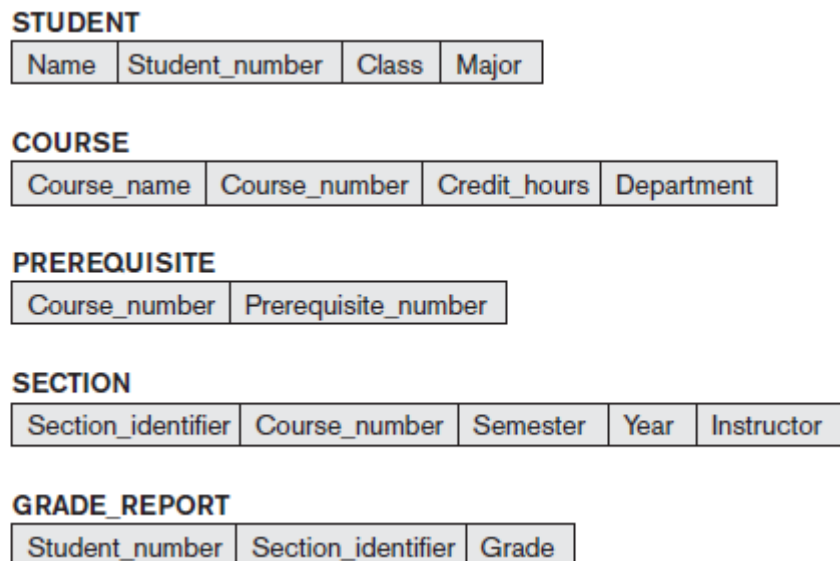 STUDENT
Name Student_number Class Major
COURSE
Course_name Course_number Credit_hours Department
PREREQUISITE
Course_number Prerequisite_number
SECTION
Section_identifier Course_number Semester Year Instructor
GRADE_REPORT
Student_number Section_identifier Grade